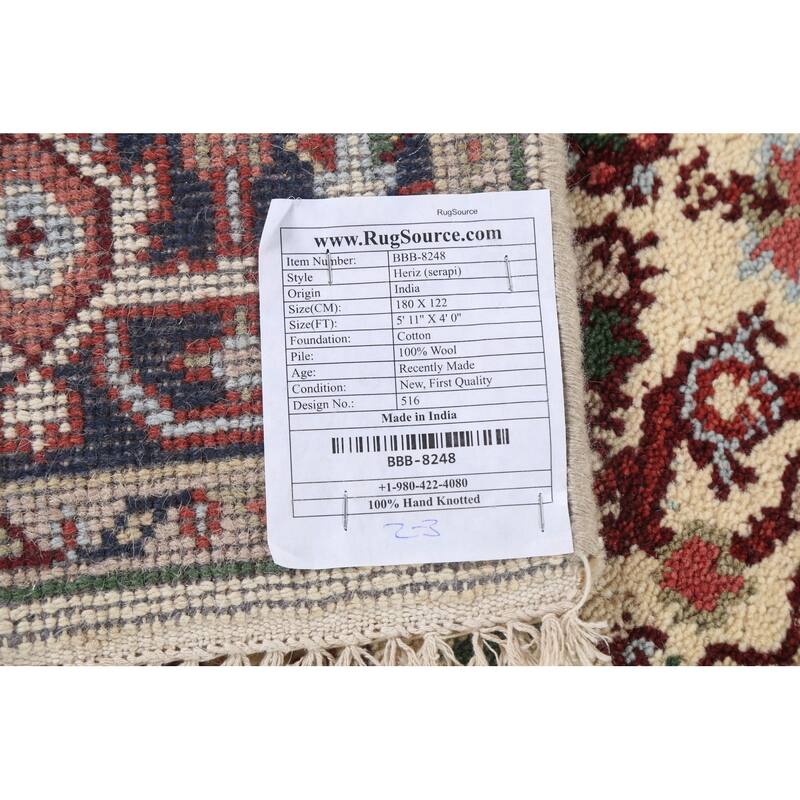 RugSource
www.RugSource.com
Item Number: BBB-8248
Style Heriz (serapi)
Origin India
Size(CM): 180 X 122
Size(FT): 5' 11" X 4' 0"
Foundation: Cotton
Pile: 100% Wool
Age: Recently Made
Condition: New, First Quality
Design No.: 516
Made in India
BBB-8248
+1-980-422-4080
100% Hand Knotted
2-3